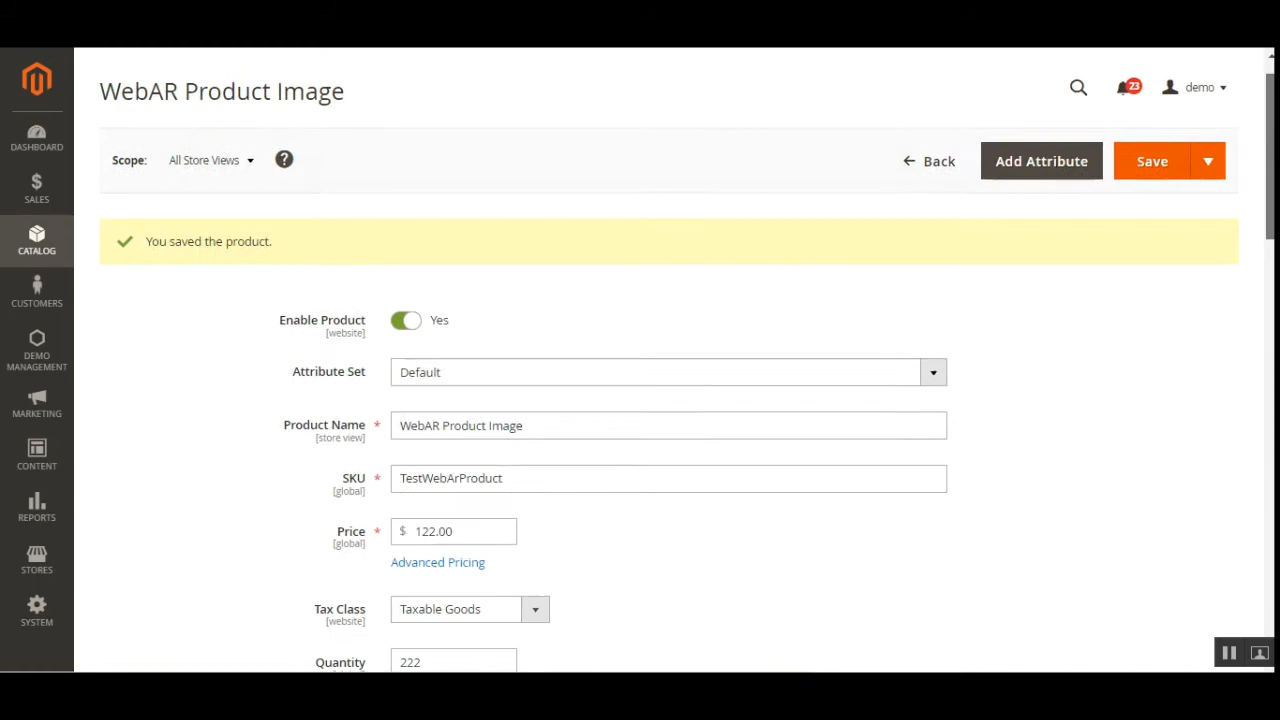 WebAR Product Image
23
demo
Scope: All Store Views ?
Back
Add Attribute
Save
DASHBOARD
$
SALES
CATALOG
CUSTOMERS
DEMO
MANAGEMENT
MARKETING
CONTENT
REPORTS
STORES
SYSTEM
You saved the product.
Enable Product Yes
[website]
Attribute Set Default
Product Name * WebAR Product Image
[store view]
SKU * TestWebArProduct
[global]
Price * $ 122.00
[global]
Advanced Pricing
Tax Class Taxable Goods
[website]
Quantity 222